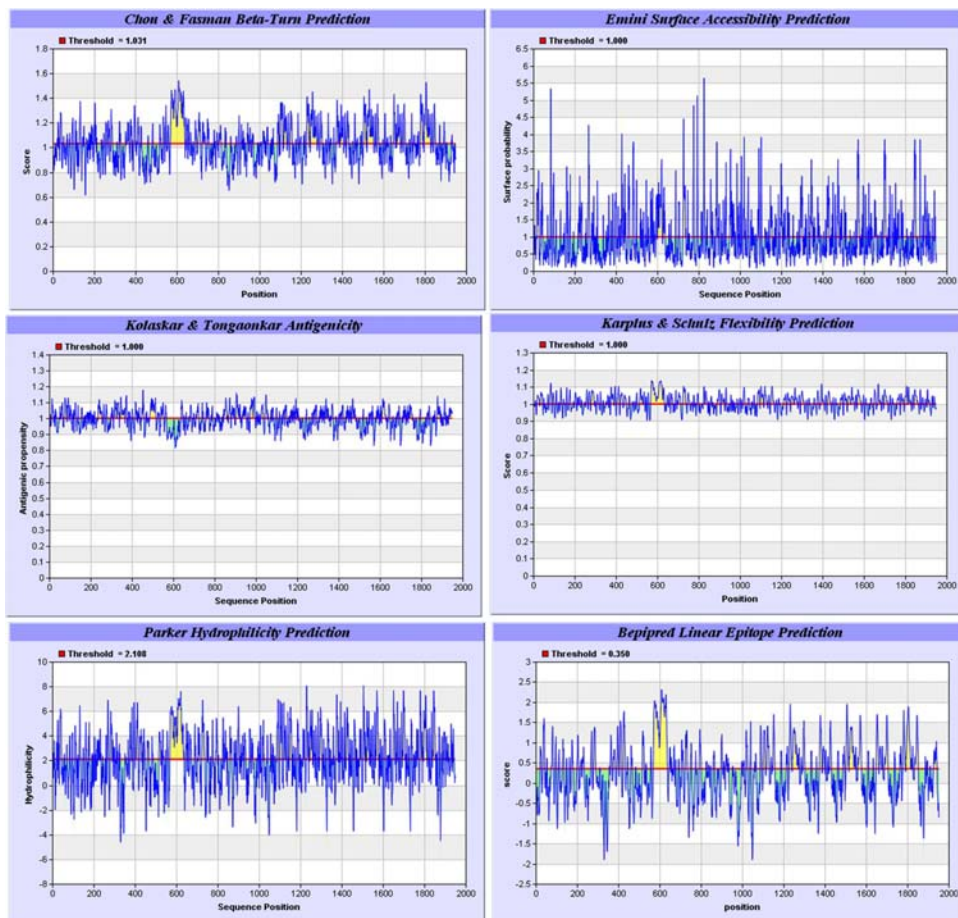 Chou & Fasman Beta-Turn Prediction
Threshold = 1.031
1.8
1.6
1.4
1.2
1
0.8
0.6
0.4
0.2
0
Score
0 200 400 600 800 1000 1200 1400 1600 1800 2000
Position
Emini Surface Accessibility Prediction
Threshold = 1.000
6.5
6
5.5
5
4.5
4
3.5
3
2.5
2
1.5
1
0.5
0
Surface probability
0 200 400 600 800 1000 1200 1400 1600 1800 2000
Sequence Position
Kolaskar & Tongaonkar Antigenicity
Threshold = 1.000
1.4
1.3
1.2
1.1
1
0.9
0.8
0.7
0.6
0.5
0.4
0.3
0.2
0.1
0
Antigenic propensity
0 200 400 600 800 1000 1200 1400 1600 1800 2000
Sequence Position
Karplus & Schulz Flexibility Prediction
Threshold = 1.000
1.3
1.2
1.1
1
0.9
0.8
0.7
0.6
0.5
0.4
0.3
0.2
0.1
0
Score
0 200 400 600 800 1000 1200 1400 1600 1800 2000
Position
Parker Hydrophilicity Prediction
Threshold = 2.108
10
8
6
4
2
0
-2
-4
-6
-8
Hydrophilicity
0 200 400 600 800 1000 1200 1400 1600 1800 2000
Sequence Position
Bepipred Linear Epitope Prediction
Threshold = 0.350
3
2.5
2
1.5
1
0.5
0
-0.5
-1
-1.5
-2
-2.5
score
0 200 400 600 800 1000 1200 1400 1600 1800 2000
position